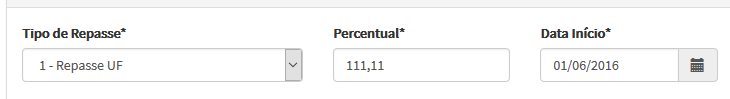 Tipo de Repasse* Percentual* Data Início*
1 - Repasse UF 111,11 01/06/2016